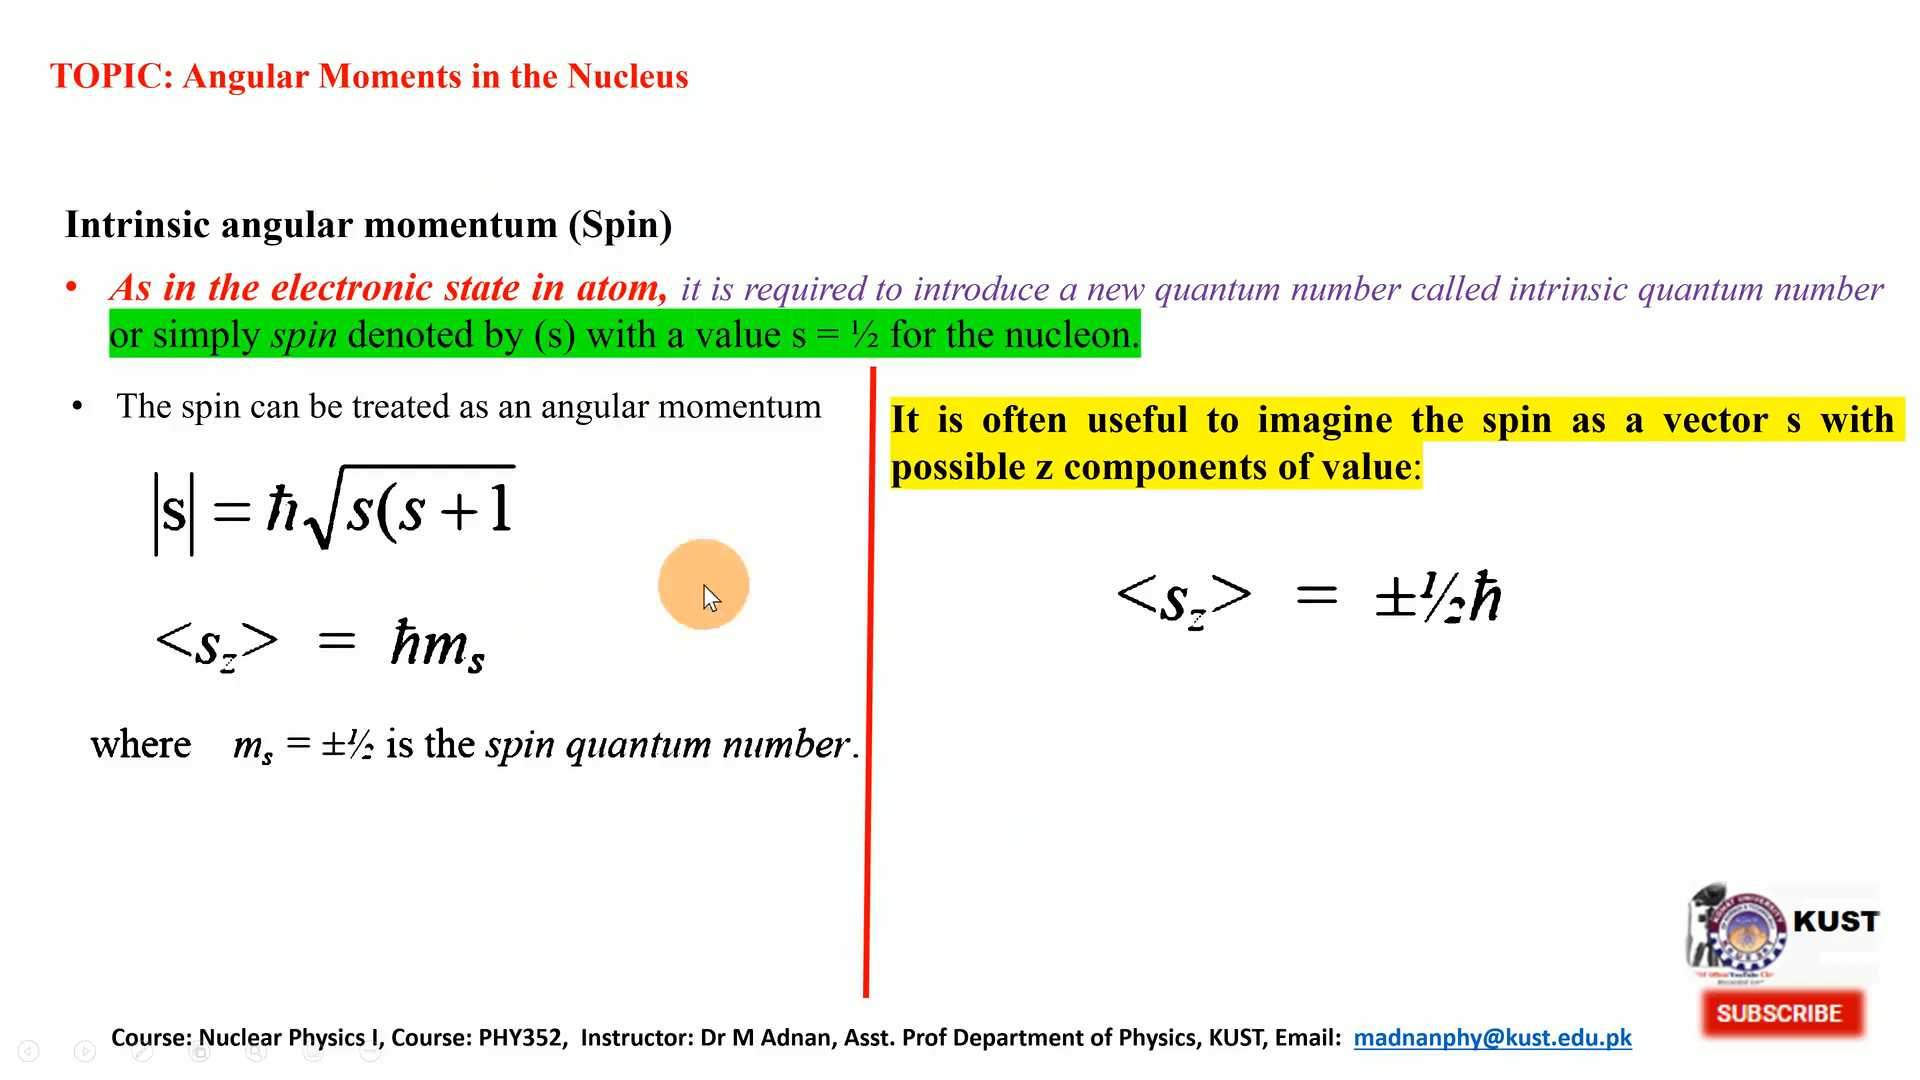 TOPIC: Angular Moments in the Nucleus
Intrinsic angular momentum (Spin)
• As in the electronic state in atom, it is required to introduce a new quantum number called intrinsic quantum number
or simply spin denoted by (s) with a value s = ½ for the nucleon.
• The spin can be treated as an angular momentum
|s| = ħ√s(s + 1
<s_z> = ħm_s
where m_s = ±½ is the spin quantum number.
It is often useful to imagine the spin as a vector s with
possible z components of value:
<s_z> = ±½ħ
KUST
SUBSCRIBE
Course: Nuclear Physics I, Course: PHY352, Instructor: Dr M Adnan, Asst. Prof Department of Physics, KUST, Email: madnanphy@kust.edu.pk